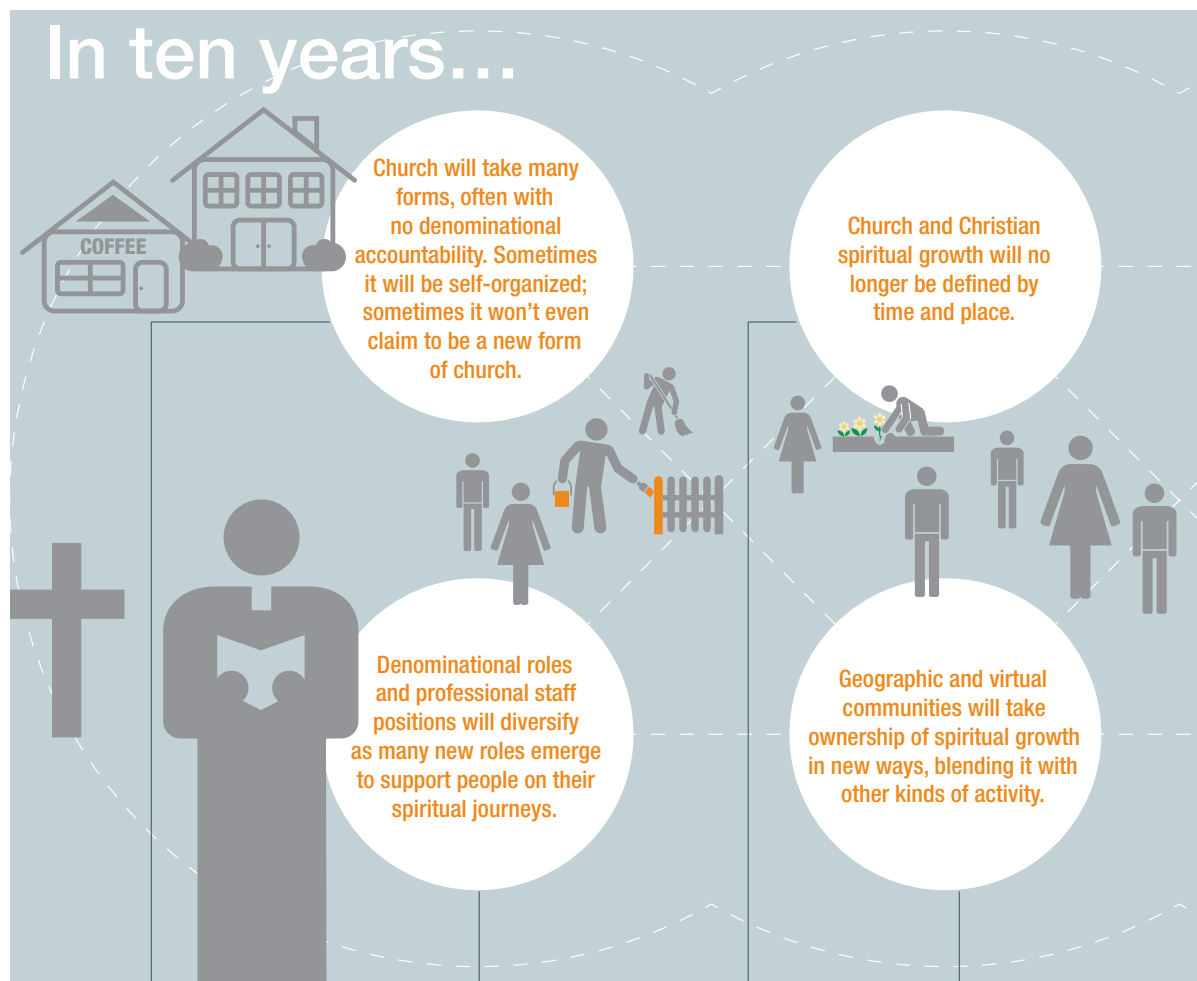 In ten years...
COFFEE
Church will take many
forms, often with
no denominational
accountability. Sometimes
it will be self-organized;
sometimes it won’t even
claim to be a new form
of church.
Church and Christian
spiritual growth will no
longer be defined by
time and place.
Denominational roles
and professional staff
positions will diversify
as many new roles emerge
to support people on their
spiritual journeys.
Geographic and virtual
communities will take
ownership of spiritual growth
in new ways, blending it with
other kinds of activity.